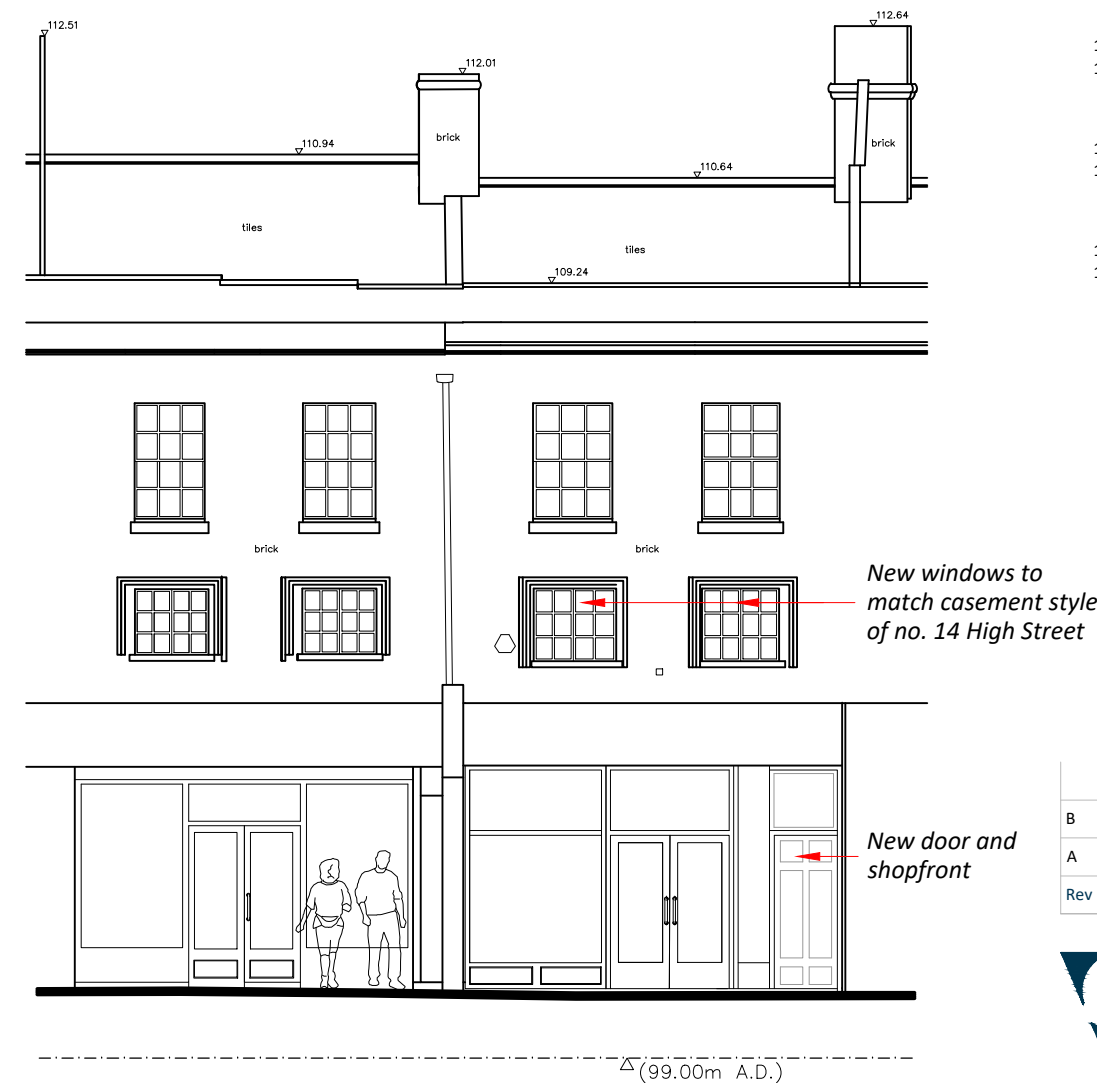 112.51
112.64
112.01
brick
brick
110.94
110.64
tiles
tiles
109.24
brick
brick
New windows to
match casement style
of no. 14 High Street
New door and
shopfront
B
A
Rev
(99.00m A.D.)